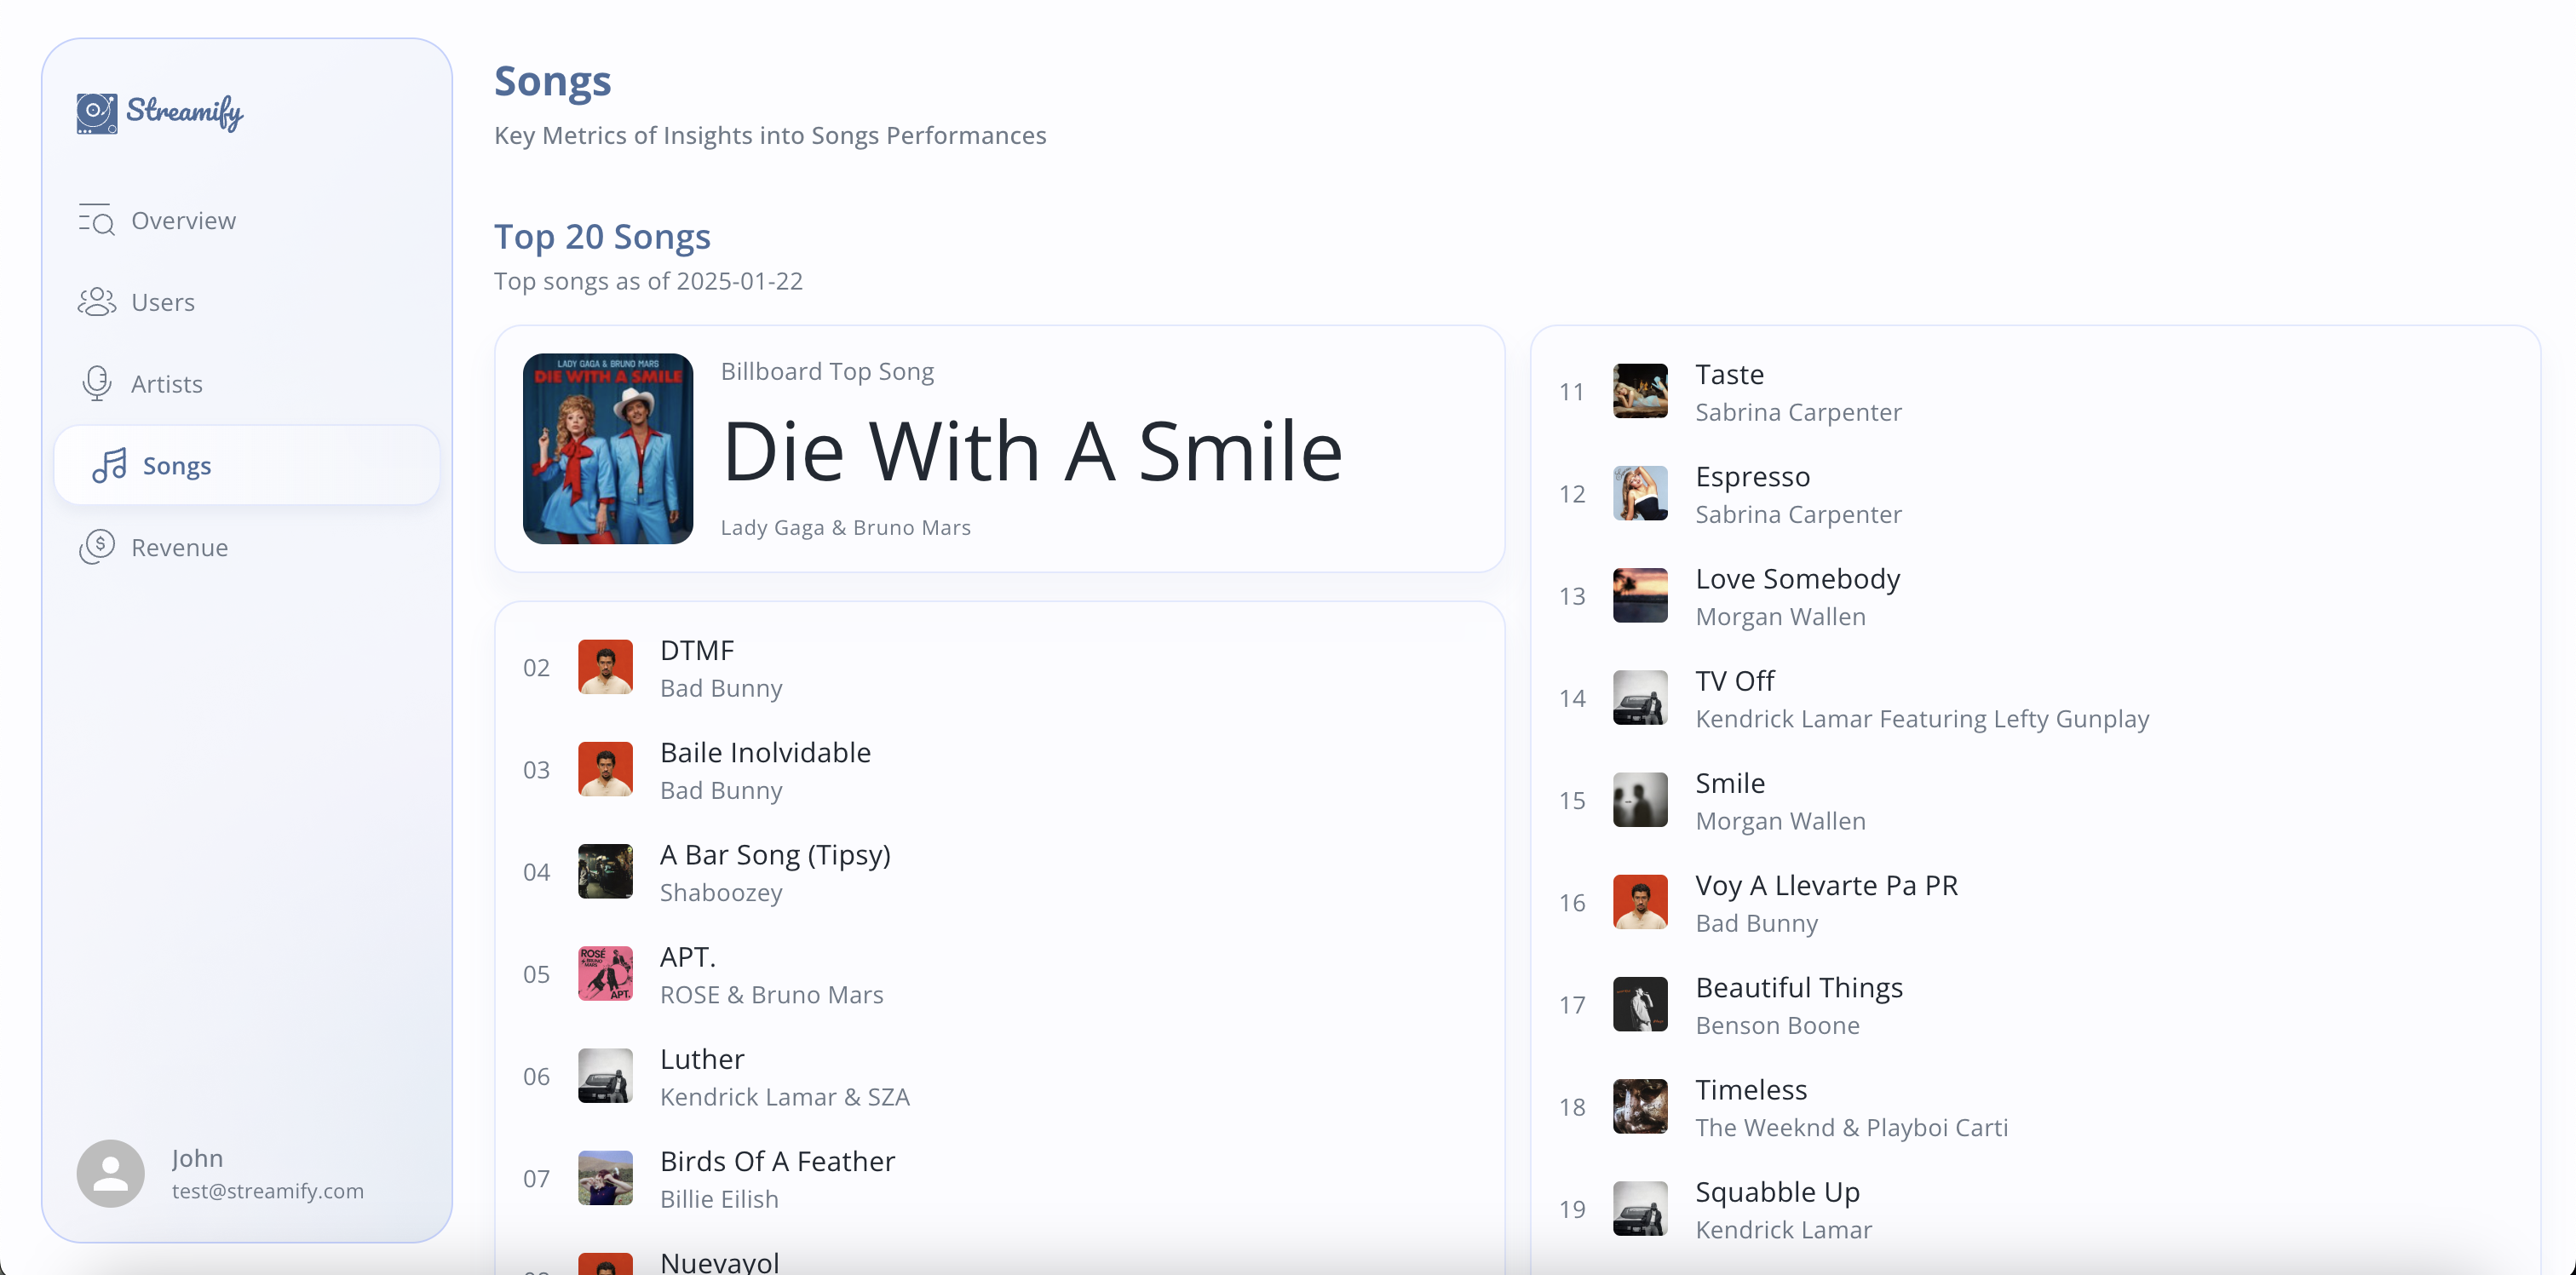 Streamify
Overview
Users
Artists
Songs
Revenue
John
test@streamify.com
Songs
Key Metrics of Insights into Songs Performances
Top 20 Songs
Top songs as of 2025-01-22
LADY GAGA & BRUNO MARS
DIE WITH A SMILE
Billboard Top Song
Die With A Smile
Lady Gaga & Bruno Mars
02
DTMF
Bad Bunny
03
Baile Inolvidable
Bad Bunny
04
A Bar Song (Tipsy)
Shaboozey
05
ROSÉ
& BRUNO
MARS
APT.
APT.
ROSE & Bruno Mars
06
Luther
Kendrick Lamar & SZA
07
Birds Of A Feather
Billie Eilish
Nuevayol
11
Taste
Sabrina Carpenter
12
Espresso
Sabrina Carpenter
13
Love Somebody
Morgan Wallen
14
TV Off
Kendrick Lamar Featuring Lefty Gunplay
15
Smile
Morgan Wallen
16
Voy A Llevarte Pa PR
Bad Bunny
17
Beautiful Things
Benson Boone
18
Timeless
The Weeknd & Playboi Carti
19
Squabble Up
Kendrick Lamar